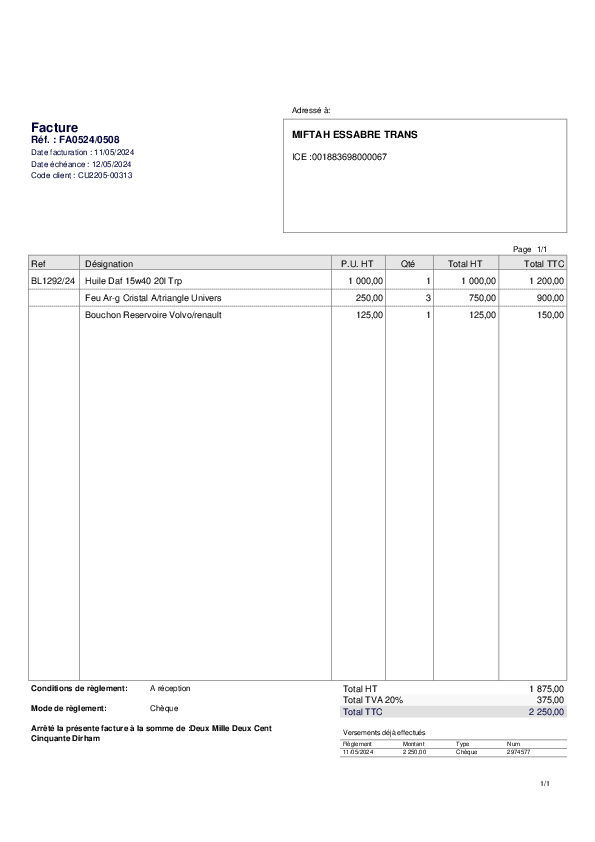 Adressé à:
Facture
Réf. : FA0524/0508
Date facturation : 11/05/2024
Date échéance : 12/05/2024
Code client : CU2205-00313
MIFTAH ESSABRE TRANS
ICE :001883698000067
Page 1/1
Ref Désignation P.U. HT Qté Total HT Total TTC
BL1292/24 Huile Daf 15w40 20l Trp 1 000,00 1 1 000,00 1 200,00
Feu Ar-g Cristal A/triangle Univers 250,00 3 750,00 900,00
Bouchon Reservoire Volvo/renault 125,00 1 125,00 150,00
Conditions de règlement: A réception
Mode de règlement: Chèque
Arrêté la présente facture à la somme de :Deux Mille Deux Cent
Cinquante Dirham
Total HT 1 875,00
Total TVA 20% 375,00
Total TTC 2 250,00
Versements déjà effectués
Règlement Montant Type Num
11/05/2024 2 250,00 Chèque 2974577
1/1